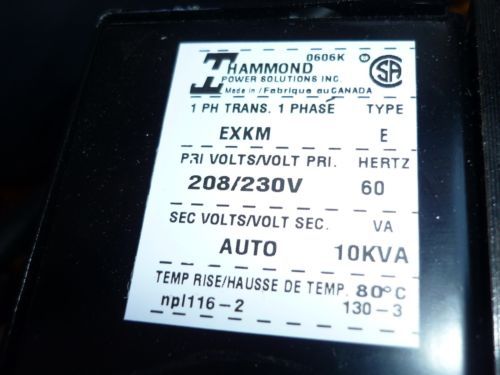 0606K
HAMMOND
POWER SOLUTIONS INC.
Made in/Fabrique au CANADA
1 PH TRANS. 1 PHASE TYPE
EXKM E
PRI VOLTS/VOLT PRI. HERTZ
208/230V 60
SEC VOLTS/VOLT SEC. VA
AUTO 10KVA
TEMP RISE/HAUSSE DE TEMP. 80°C
npl116-2 130-3